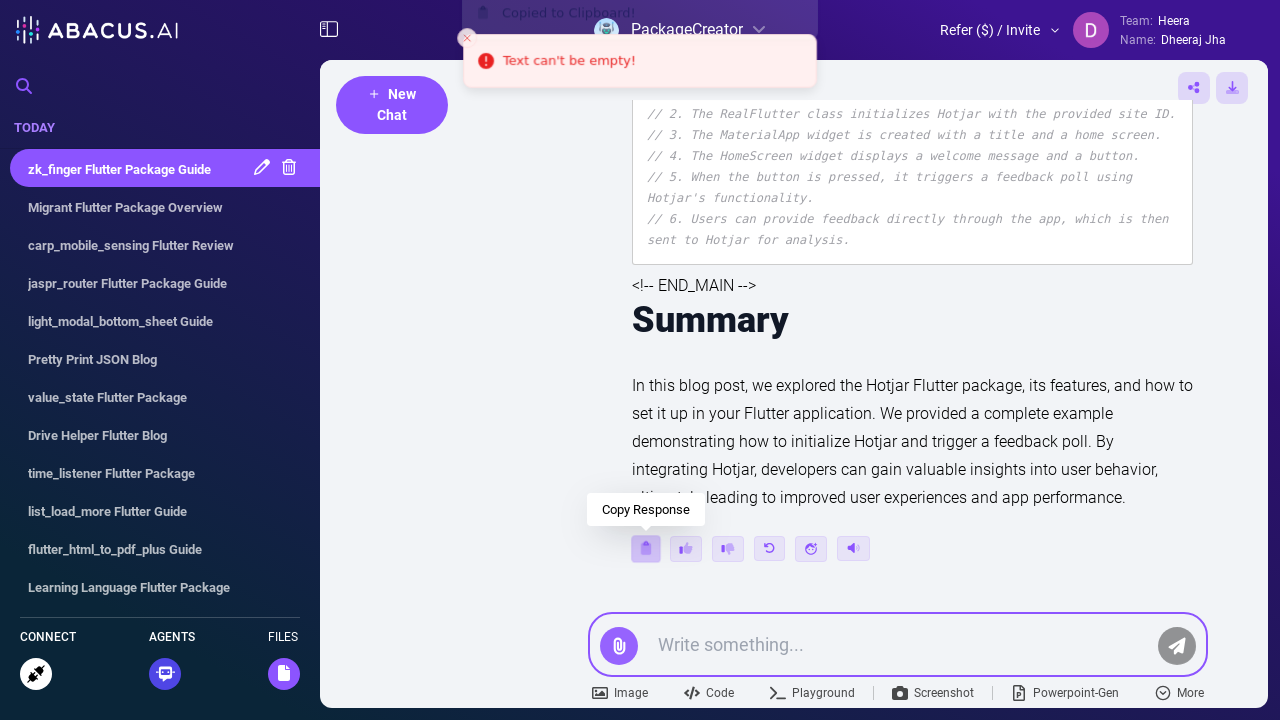 ABACUS.AI
Copied to Clipboard!
PackageCreator
Text can't be empty!
Refer ($) / Invite
D
Team: Heera
Name: Dheeraj Jha
TODAY
zk_finger Flutter Package Guide
Migrant Flutter Package Overview
carp_mobile_sensing Flutter Review
jaspr_router Flutter Package Guide
light_modal_bottom_sheet Guide
Pretty Print JSON Blog
value_state Flutter Package
Drive Helper Flutter Blog
time_listener Flutter Package
list_load_more Flutter Guide
flutter_html_to_pdf_plus Guide
Learning Language Flutter Package
CONNECT
AGENTS
FILES
+ New
Chat
// 2. The RealFlutter class initializes Hotjar with the provided site ID.
// 3. The MaterialApp widget is created with a title and a home screen.
// 4. The HomeScreen widget displays a welcome message and a button.
// 5. When the button is pressed, it triggers a feedback poll using
Hotjar's functionality.
// 6. Users can provide feedback directly through the app, which is then
sent to Hotjar for analysis.
<!-- END_MAIN -->
Summary
In this blog post, we explored the Hotjar Flutter package, its features, and how to
set it up in your Flutter application. We provided a complete example
demonstrating how to initialize Hotjar and trigger a feedback poll. By
integrating Hotjar, developers can gain valuable insights into user behavior,
leading to improved user experiences and app performance.
Copy Response
Write something...
Image
Code
Playground
Screenshot
Powerpoint-Gen
More